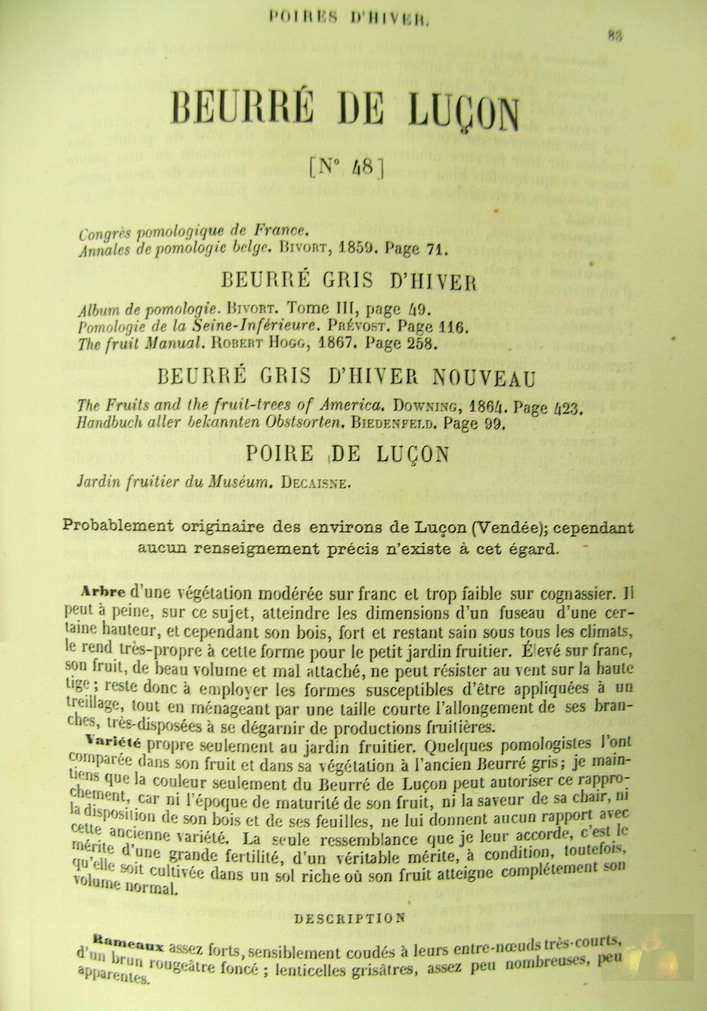 POIRES D'HIVER.
83
BEURRÉ DE LUÇON
[N° 48]
Congrès pomologique de France.
Annales de pomologie belge. BIVORT, 1859. Page 71.
BEURRÉ GRIS D'HIVER
Album de pomologie. BIVORT. Tome III, page 49.
Pomologie de la Seine-Inférieure. PRÉVOST. Page 116.
The fruit Manual. ROBERT HOGG, 1867. Page 258.
BEURRÉ GRIS D'HIVER NOUVEAU
The Fruits and the fruit-trees of America. DOWNING, 1864. Page 423.
Handbuch aller bekannten Obstsorten. BIEDENFELD. Page 99.
POIRE DE LUÇON
Jardin fruitier du Muséum. DECAISNE.
Probablement originaire des environs de Luçon (Vendée); cependant
aucun renseignement précis n'existe à cet égard.
Arbre d'une végétation modérée sur franc et trop faible sur cognassier. Il
peut à peine, sur ce sujet, atteindre les dimensions d'un fuseau d'une cer-
taine hauteur, et cependant son bois, fort et restant sain sous tous les climats,
le rend très-propre à cette forme pour le petit jardin fruitier. Élevé sur franc,
son fruit, de beau volume et mal attaché, ne peut résister au vent sur la haute
tige; reste donc à employer les formes susceptibles d'être appliquées à un
treillage, tout en ménageant par une taille courte l'allongement de ses bran-
ches, très-disposées à se dégarnir de productions fruitières.
Variété propre seulement au jardin fruitier. Quelques pomologistes l'ont
comparée dans son fruit et dans sa végétation à l'ancien Beurré gris; je main-
tiens que la couleur seulement du Beurré de Luçon peut autoriser ce rappro-
chement, car ni l'époque de maturité de son fruit, ni la saveur de sa chair, ni
la disposition de son bois et de ses feuilles, ne lui donnent aucun rapport avec
cette ancienne variété. La seule ressemblance que je leur accorde, c'est le
mérite d'une grande fertilité, d'un véritable mérite, à condition, toutefois,
qu'elle soit cultivée dans un sol riche où son fruit atteigne complétement son
volume normal.
DESCRIPTION
Rameaux assez forts, sensiblement coudés à leurs entre-nœuds très-courts,
d'un brun rougeâtre foncé; lenticelles grisâtres, assez peu nombreuses, peu
apparentes.